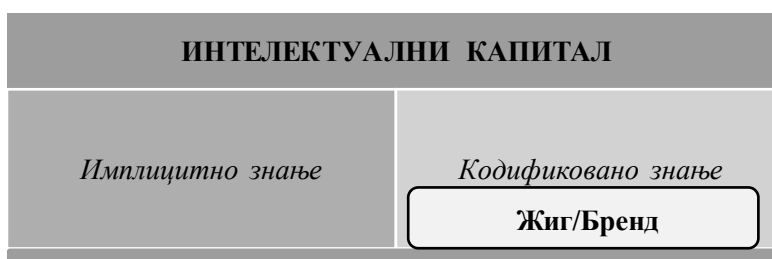 ИНТЕЛЕКТУАЛНИ КАПИТАЛ
Имплицитно знање
Кодификовано знање
Жиг/Бренд